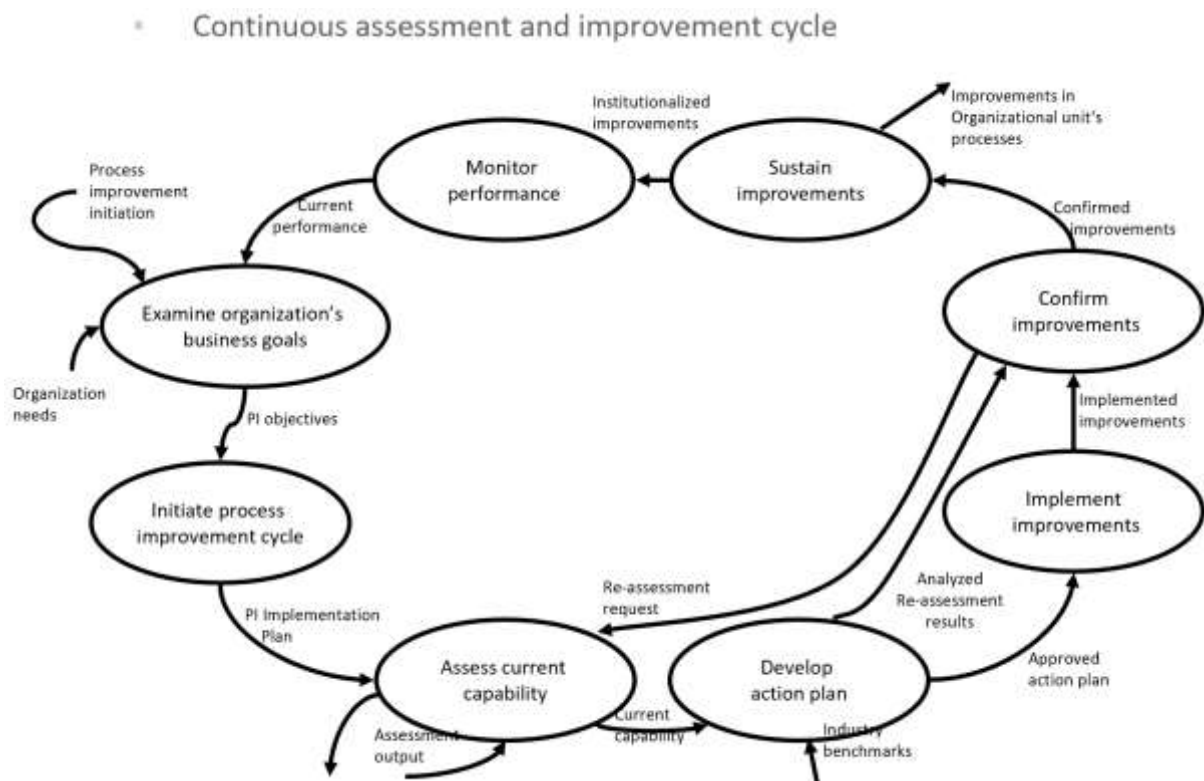 Continuous assessment and improvement cycle
Institutionalized
improvements
Improvements in
Organizational unit's
processes
Process
improvement
initiation
Monitor
performance
Sustain
improvements
Current
performance
Confirmed
improvements
Examine organization's
business goals
Confirm
improvements
Organization
needs
PI objectives
Implemented
improvements
Initiate process
improvement cycle
Implement
improvements
Re-assessment
request
Analyzed
Re-assessment
results
PI Implementation
Plan
Assess current
capability
Develop
action plan
Approved
action plan
Assessment
output
Current
capability
Industry
benchmarks